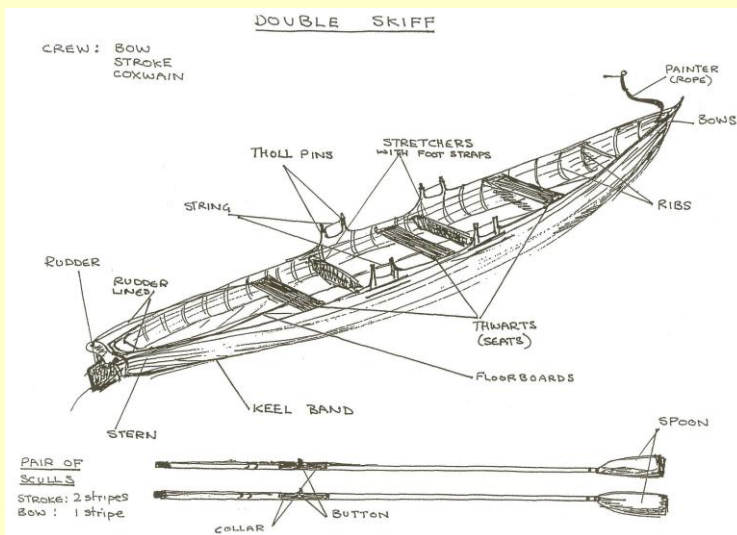 DOUBLE SKIFF
CREW: BOW
STROKE
COXWAIN
PAINTER
(ROPE)
BOWS
STRETCHERS
WITH FOOT STRAPS
THOLL PINS
STRING
RIBS
RUDDER
RUDDER
LINES
THWARTS
(SEATS)
FLOORBOARDS
KEEL BAND
STERN
SPOON
PAIR OF
SCULLS
STROKE: 2 stripes
BOW: 1 stripe
BUTTON
COLLAR